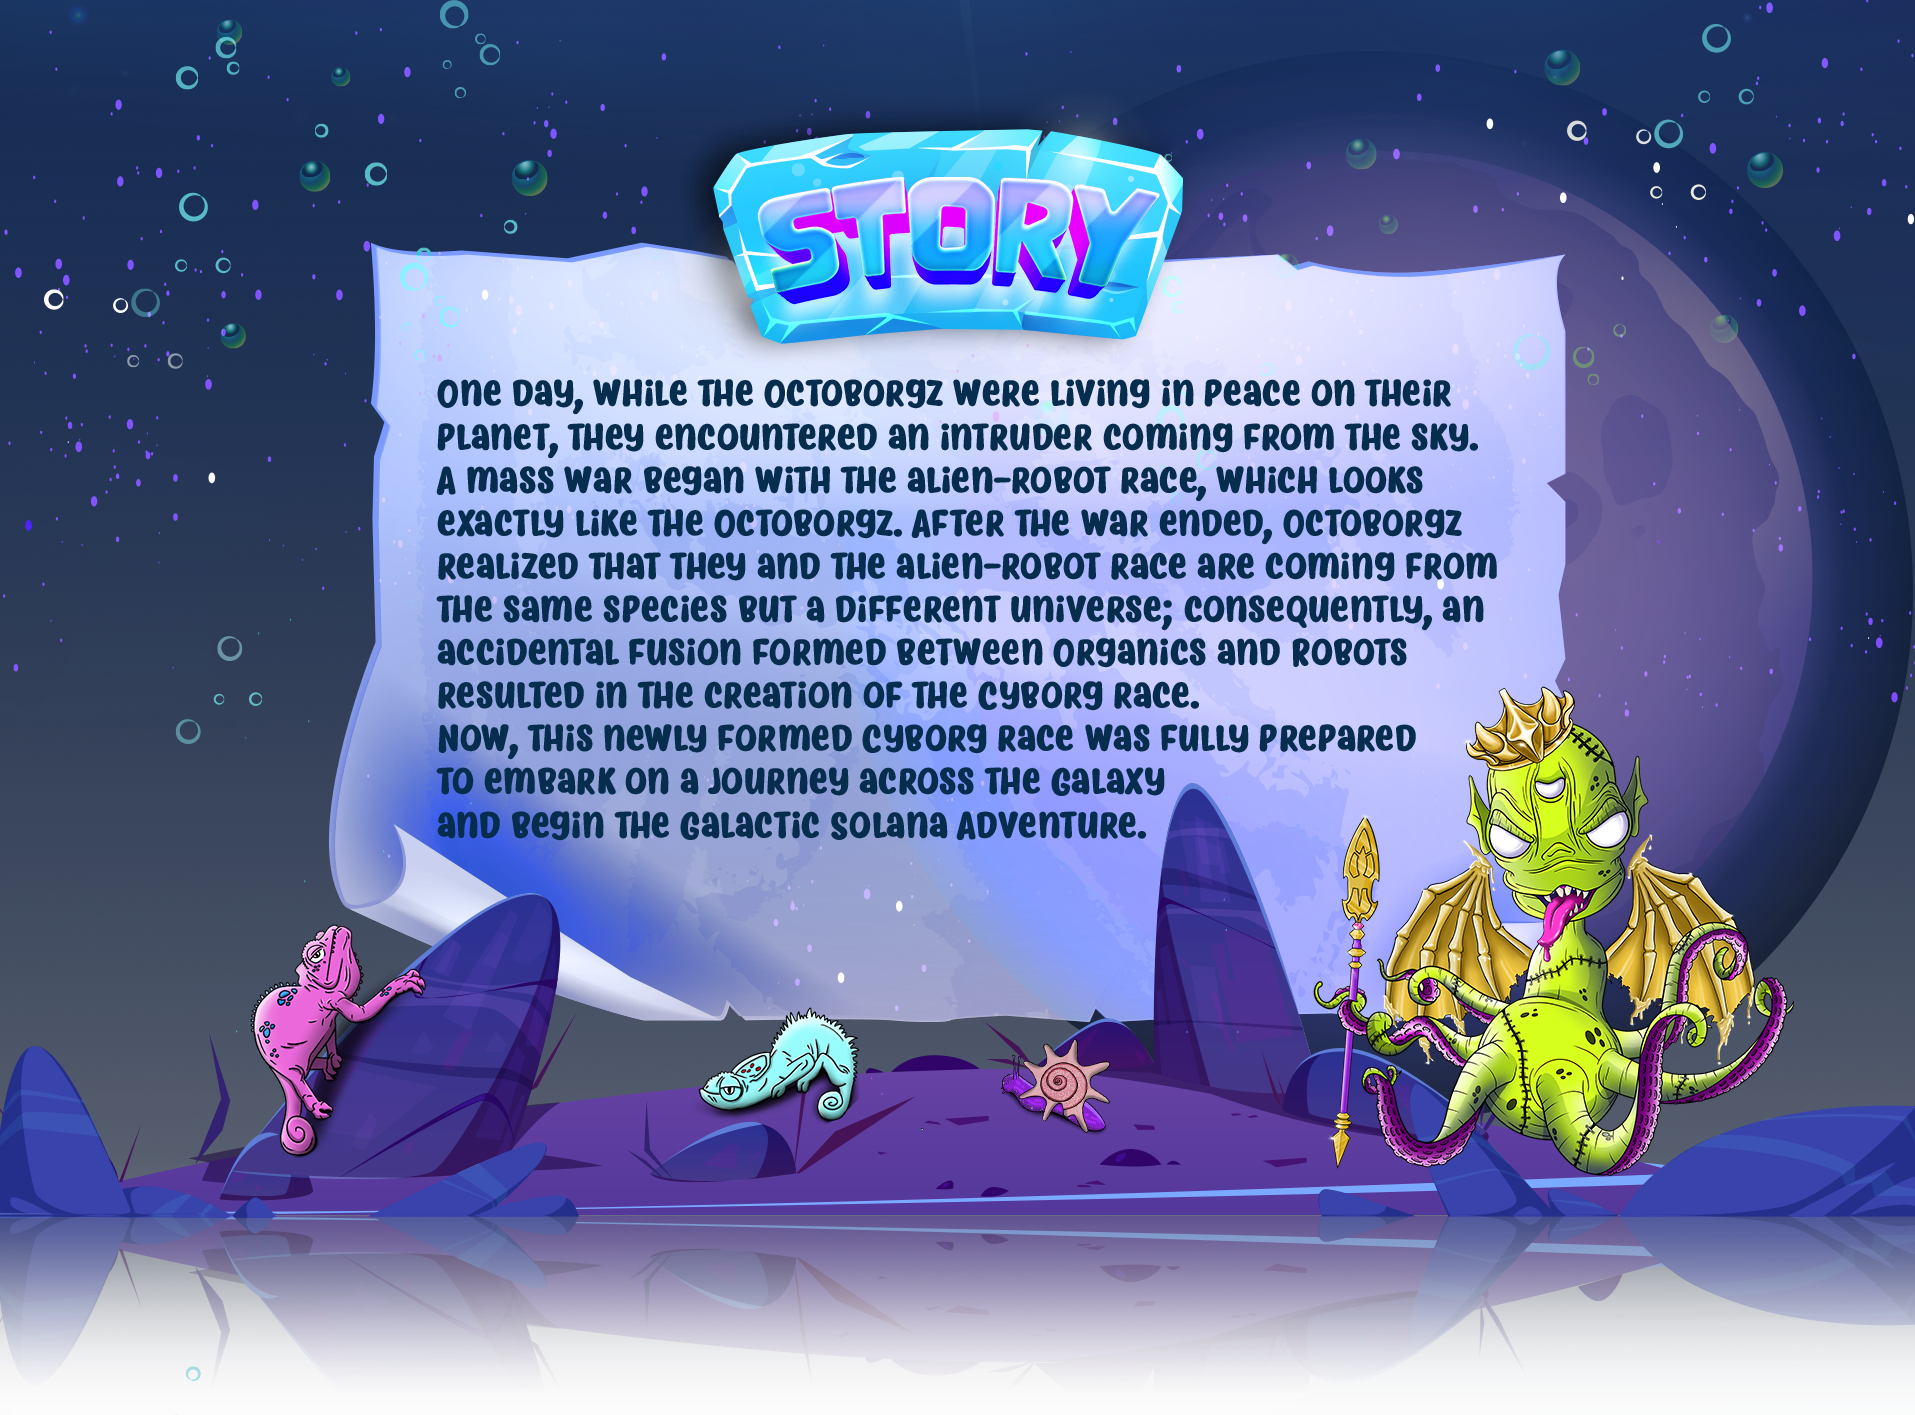 STORY
One day, while the Octoborgz were living in peace on their
planet, they encountered an intruder coming from the sky.
A mass war began with the alien-robot race, which looks
exactly like the Octoborgz. After the war ended, Octoborgz
realized that they and the alien-robot race are coming from
the same species but a different universe; consequently, an
accidental fusion formed between organics and robots
resulted in the creation of the cyborg race.
Now, this newly formed cyborg race was fully prepared
to embark on a journey across the galaxy
and begin the Galactic Solana Adventure.